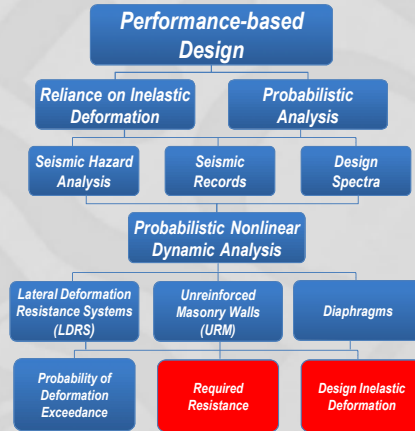 Performance-based
Design
Reliance on Inelastic
Deformation
Probabilistic
Analysis
Seismic Hazard
Analysis
Seismic
Records
Design
Spectra
Probabilistic Nonlinear
Dynamic Analysis
Lateral Deformation
Resistance Systems
(LDRS)
Unreinforced
Masonry Walls
(URM)
Diaphragms
Probability of
Deformation
Exceedance
Required
Resistance
Design Inelastic
Deformation